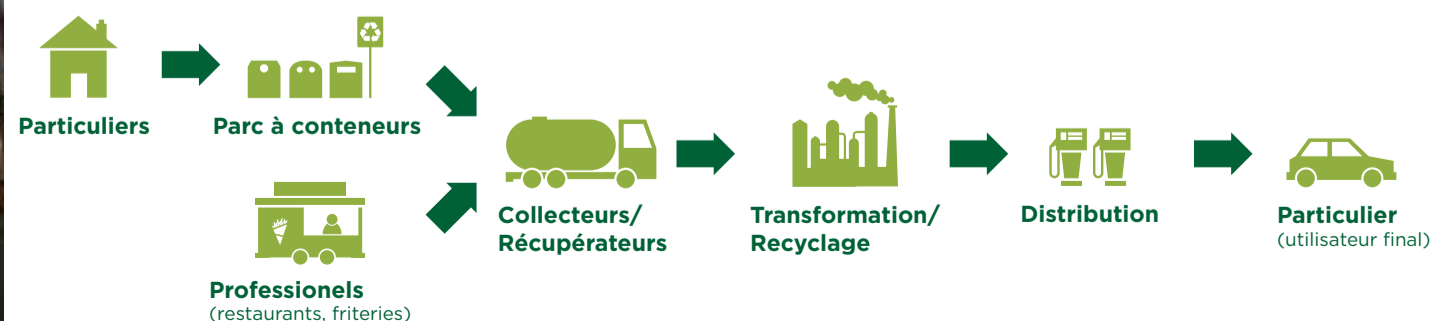 Particuliers
Parc à conteneurs
Professionels
(restaurants, friteries)
Collecteurs/
Récupérateurs
Transformation/
Recyclage
Distribution
Particulier
(utilisateur final)